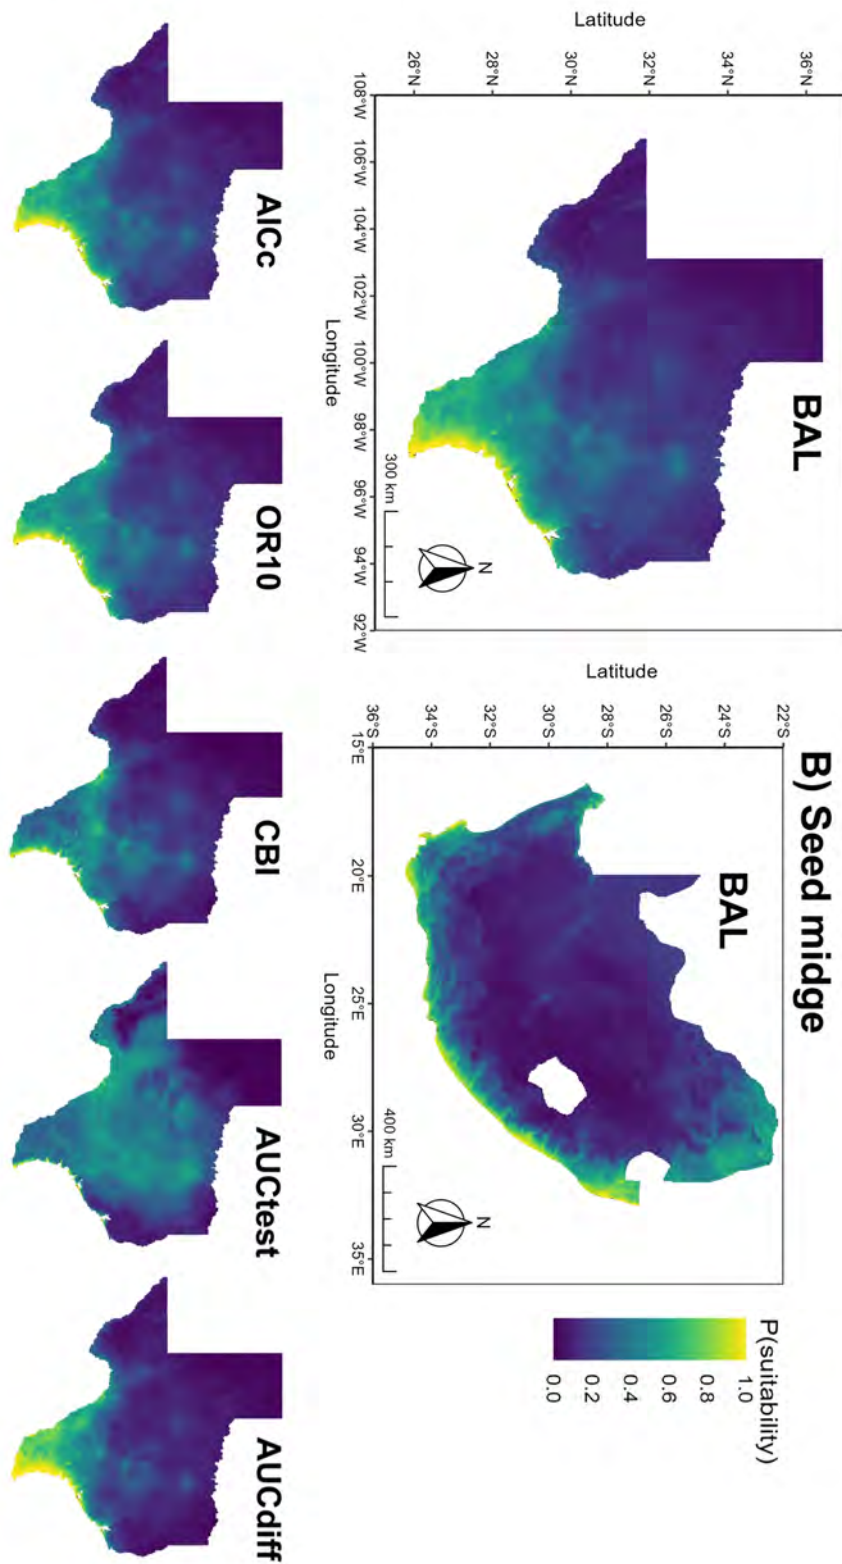 B) Seed midge
BAL
Latitude
36°N
34°N
32°N
30°N
28°N
26°N
108°W
106°W
104°W
102°W
100°W
98°W
96°W
94°W
92°W
Longitude
300 km
N
BAL
Latitude
22°S
24°S
26°S
28°S
30°S
32°S
34°S
36°S
15°E
20°E
25°E
30°E
35°E
Longitude
400 km
N
P(suitability)
1.0
0.8
0.6
0.4
0.2
0.0
AICc
OR10
CBI
AUCtest
AUCdiff